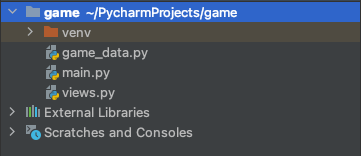 game ~/PycharmProjects/game
venv
game_data.py
main.py
views.py
External Libraries
Scratches and Consoles